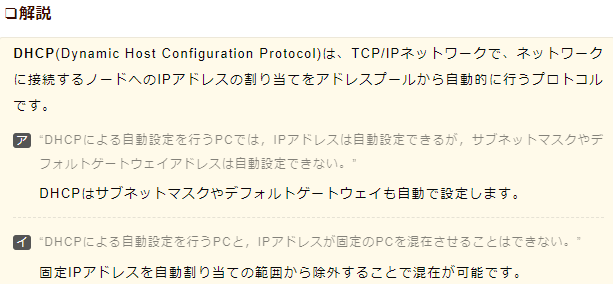 ❏解説
DHCP(Dynamic Host Configuration Protocol)は、TCP/IPネットワークで、ネットワーク
に接続するノードへのIPアドレスの割り当てをアドレスプールから自動的に行うプロトコル
です。
ア “DHCPによる自動設定を行うPCでは，IPアドレスは自動設定できるが，サブネットマスクやデ
フォルトゲートウェイアドレスは自動設定できない。”
DHCPはサブネットマスクやデフォルトゲートウェイも自動で設定します。
イ “DHCPによる自動設定を行うPCと，IPアドレスが固定のPCを混在させることはできない。”
固定IPアドレスを自動割り当ての範囲から除外することで混在が可能です。